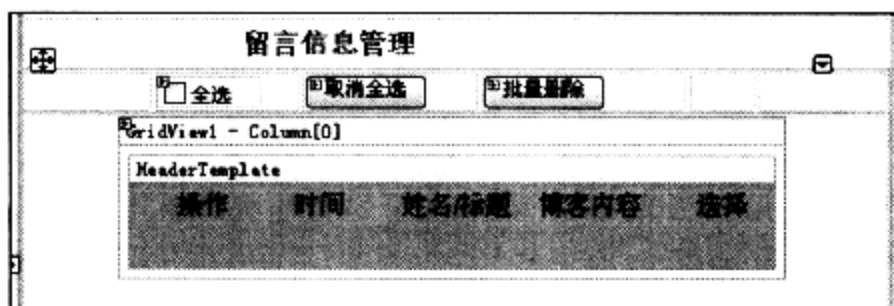 留言信息管理
全选 取消全选 批量删除
GridView1 - Column[0]
HeaderTemplate
操作 时间 姓名/标题 博客内容 选择